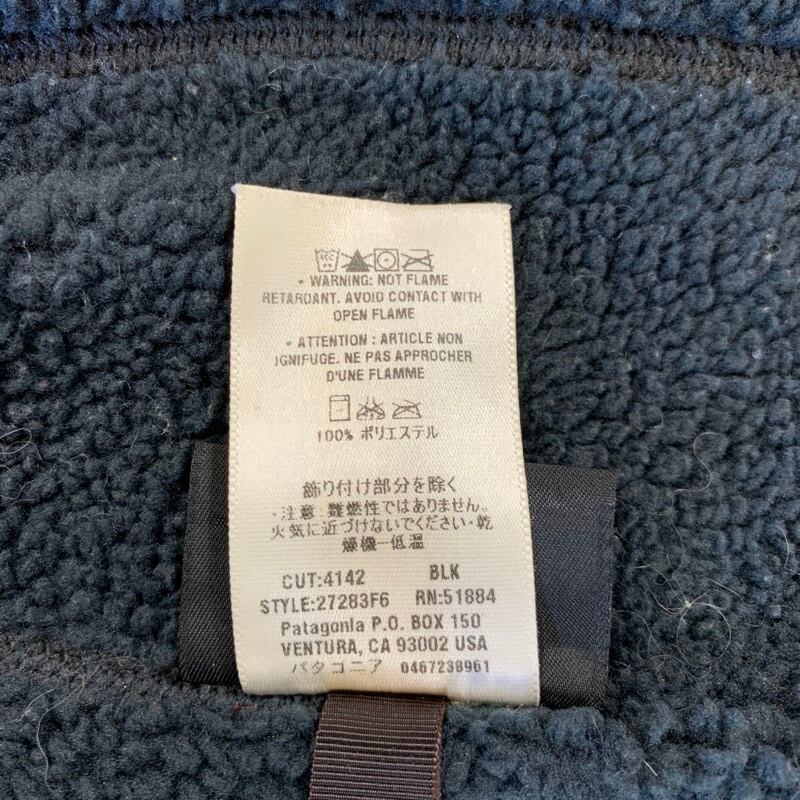 • WARNING: NOT FLAME
RETARDANT. AVOID CONTACT WITH
OPEN FLAME
• ATTENTION : ARTICLE NON
IGNIFUGE. NE PAS APPROCHER
D'UNE FLAMME
100% ポリエステル
飾り付け部分を除く
・注意：難燃性ではありません。
火気に近づけないでください・乾
燥機ー低温
CUT:4142 BLK
STYLE:27283F6 RN:51884
Patagonia P.O. BOX 150
VENTURA, CA 93002 USA
パタゴニア 0467238961